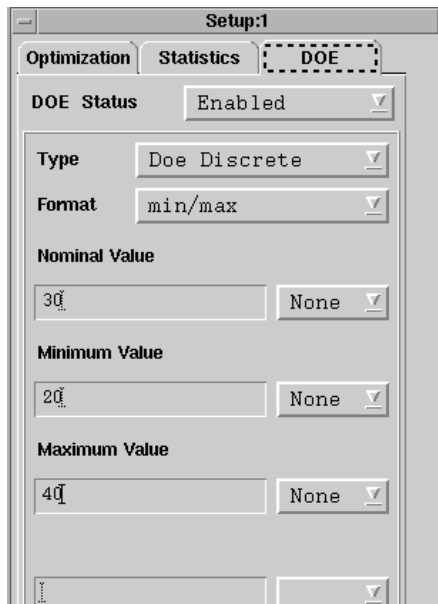 Setup:1
Optimization Statistics DOE
DOE Status Enabled
Type Doe Discrete
Format min/max
Nominal Value
30 None
Minimum Value
20 None
Maximum Value
40 None